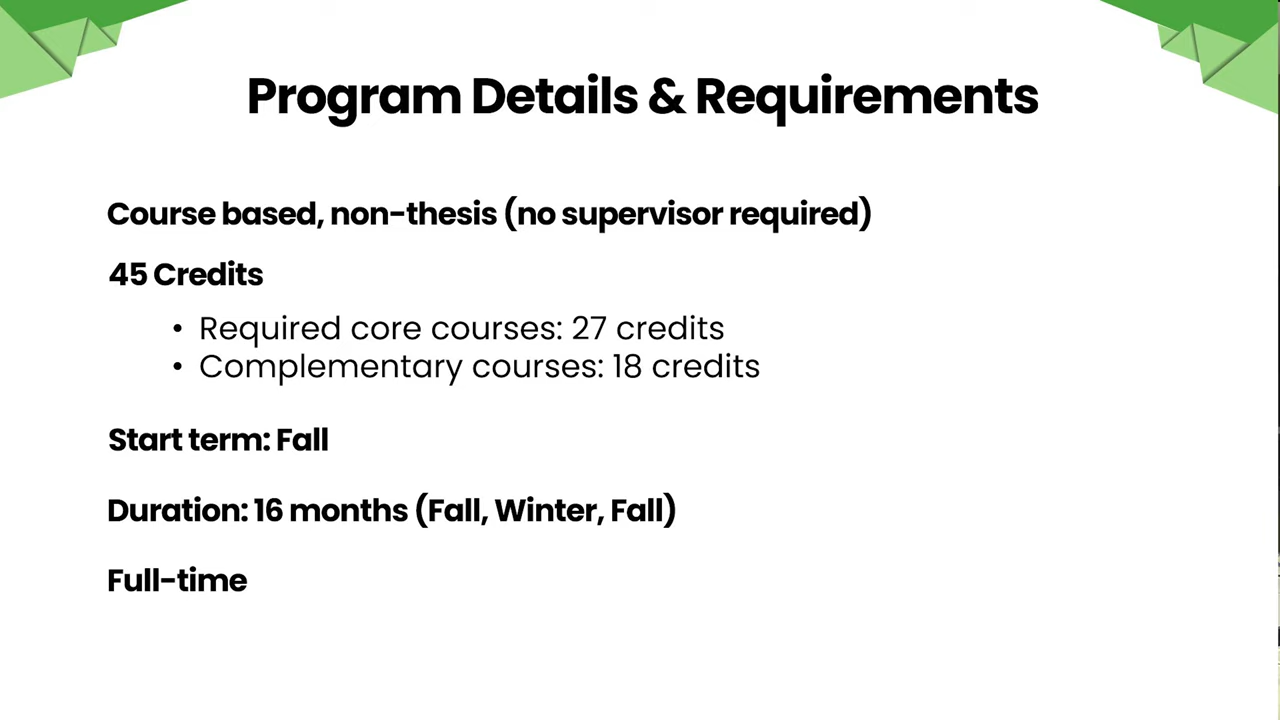 Program Details & Requirements
Course based, non-thesis (no supervisor required)
45 Credits
• Required core courses: 27 credits
• Complementary courses: 18 credits
Start term: Fall
Duration: 16 months (Fall, Winter, Fall)
Full-time